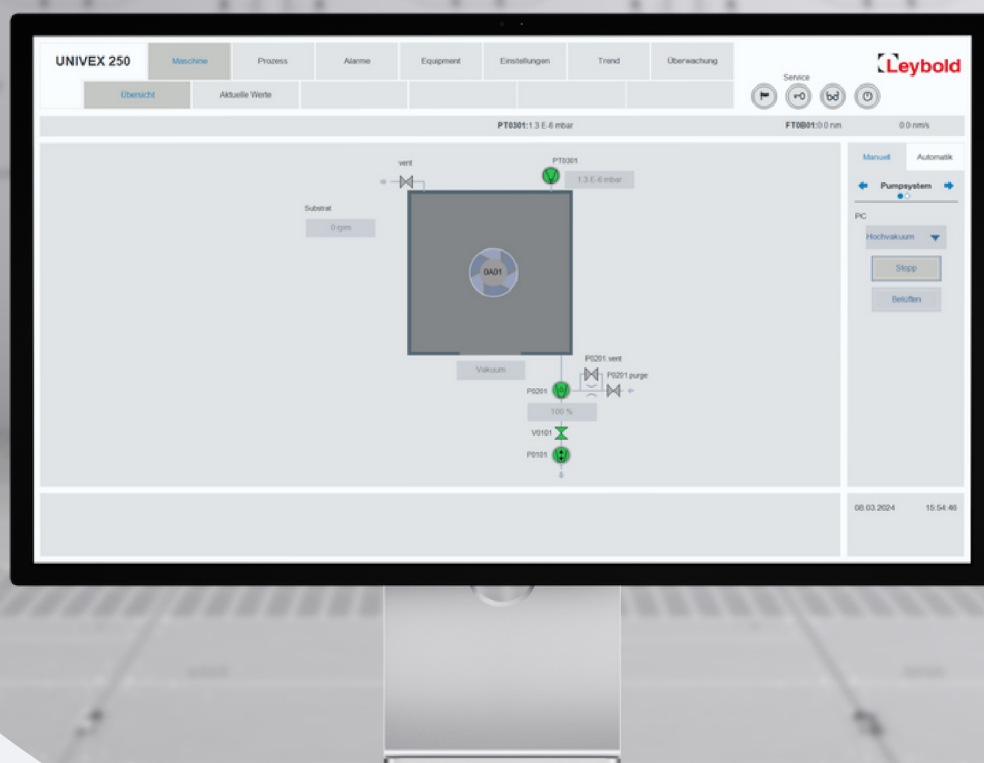 UNIVEX 250
Maschine
Prozess
Alarme
Equipment
Einstellungen
Trend
Überwachung
Service
Leybold
Übersicht
Aktuelle Werte
PT0301:1.3 E-6 mbar
FT0B01:0.0 nm
0.0 nm/s
vent
PT0301
1.3 E-6 mbar
Substrat
0 rpm
0A01
Vakuum
P0201.vent
P0201.purge
P0201
100 %
V0101
P0101
Manuell
Automatik
Pumpsystem
PC
Hochvakuum
Stopp
Belüften
08.03.2024
15:54:46